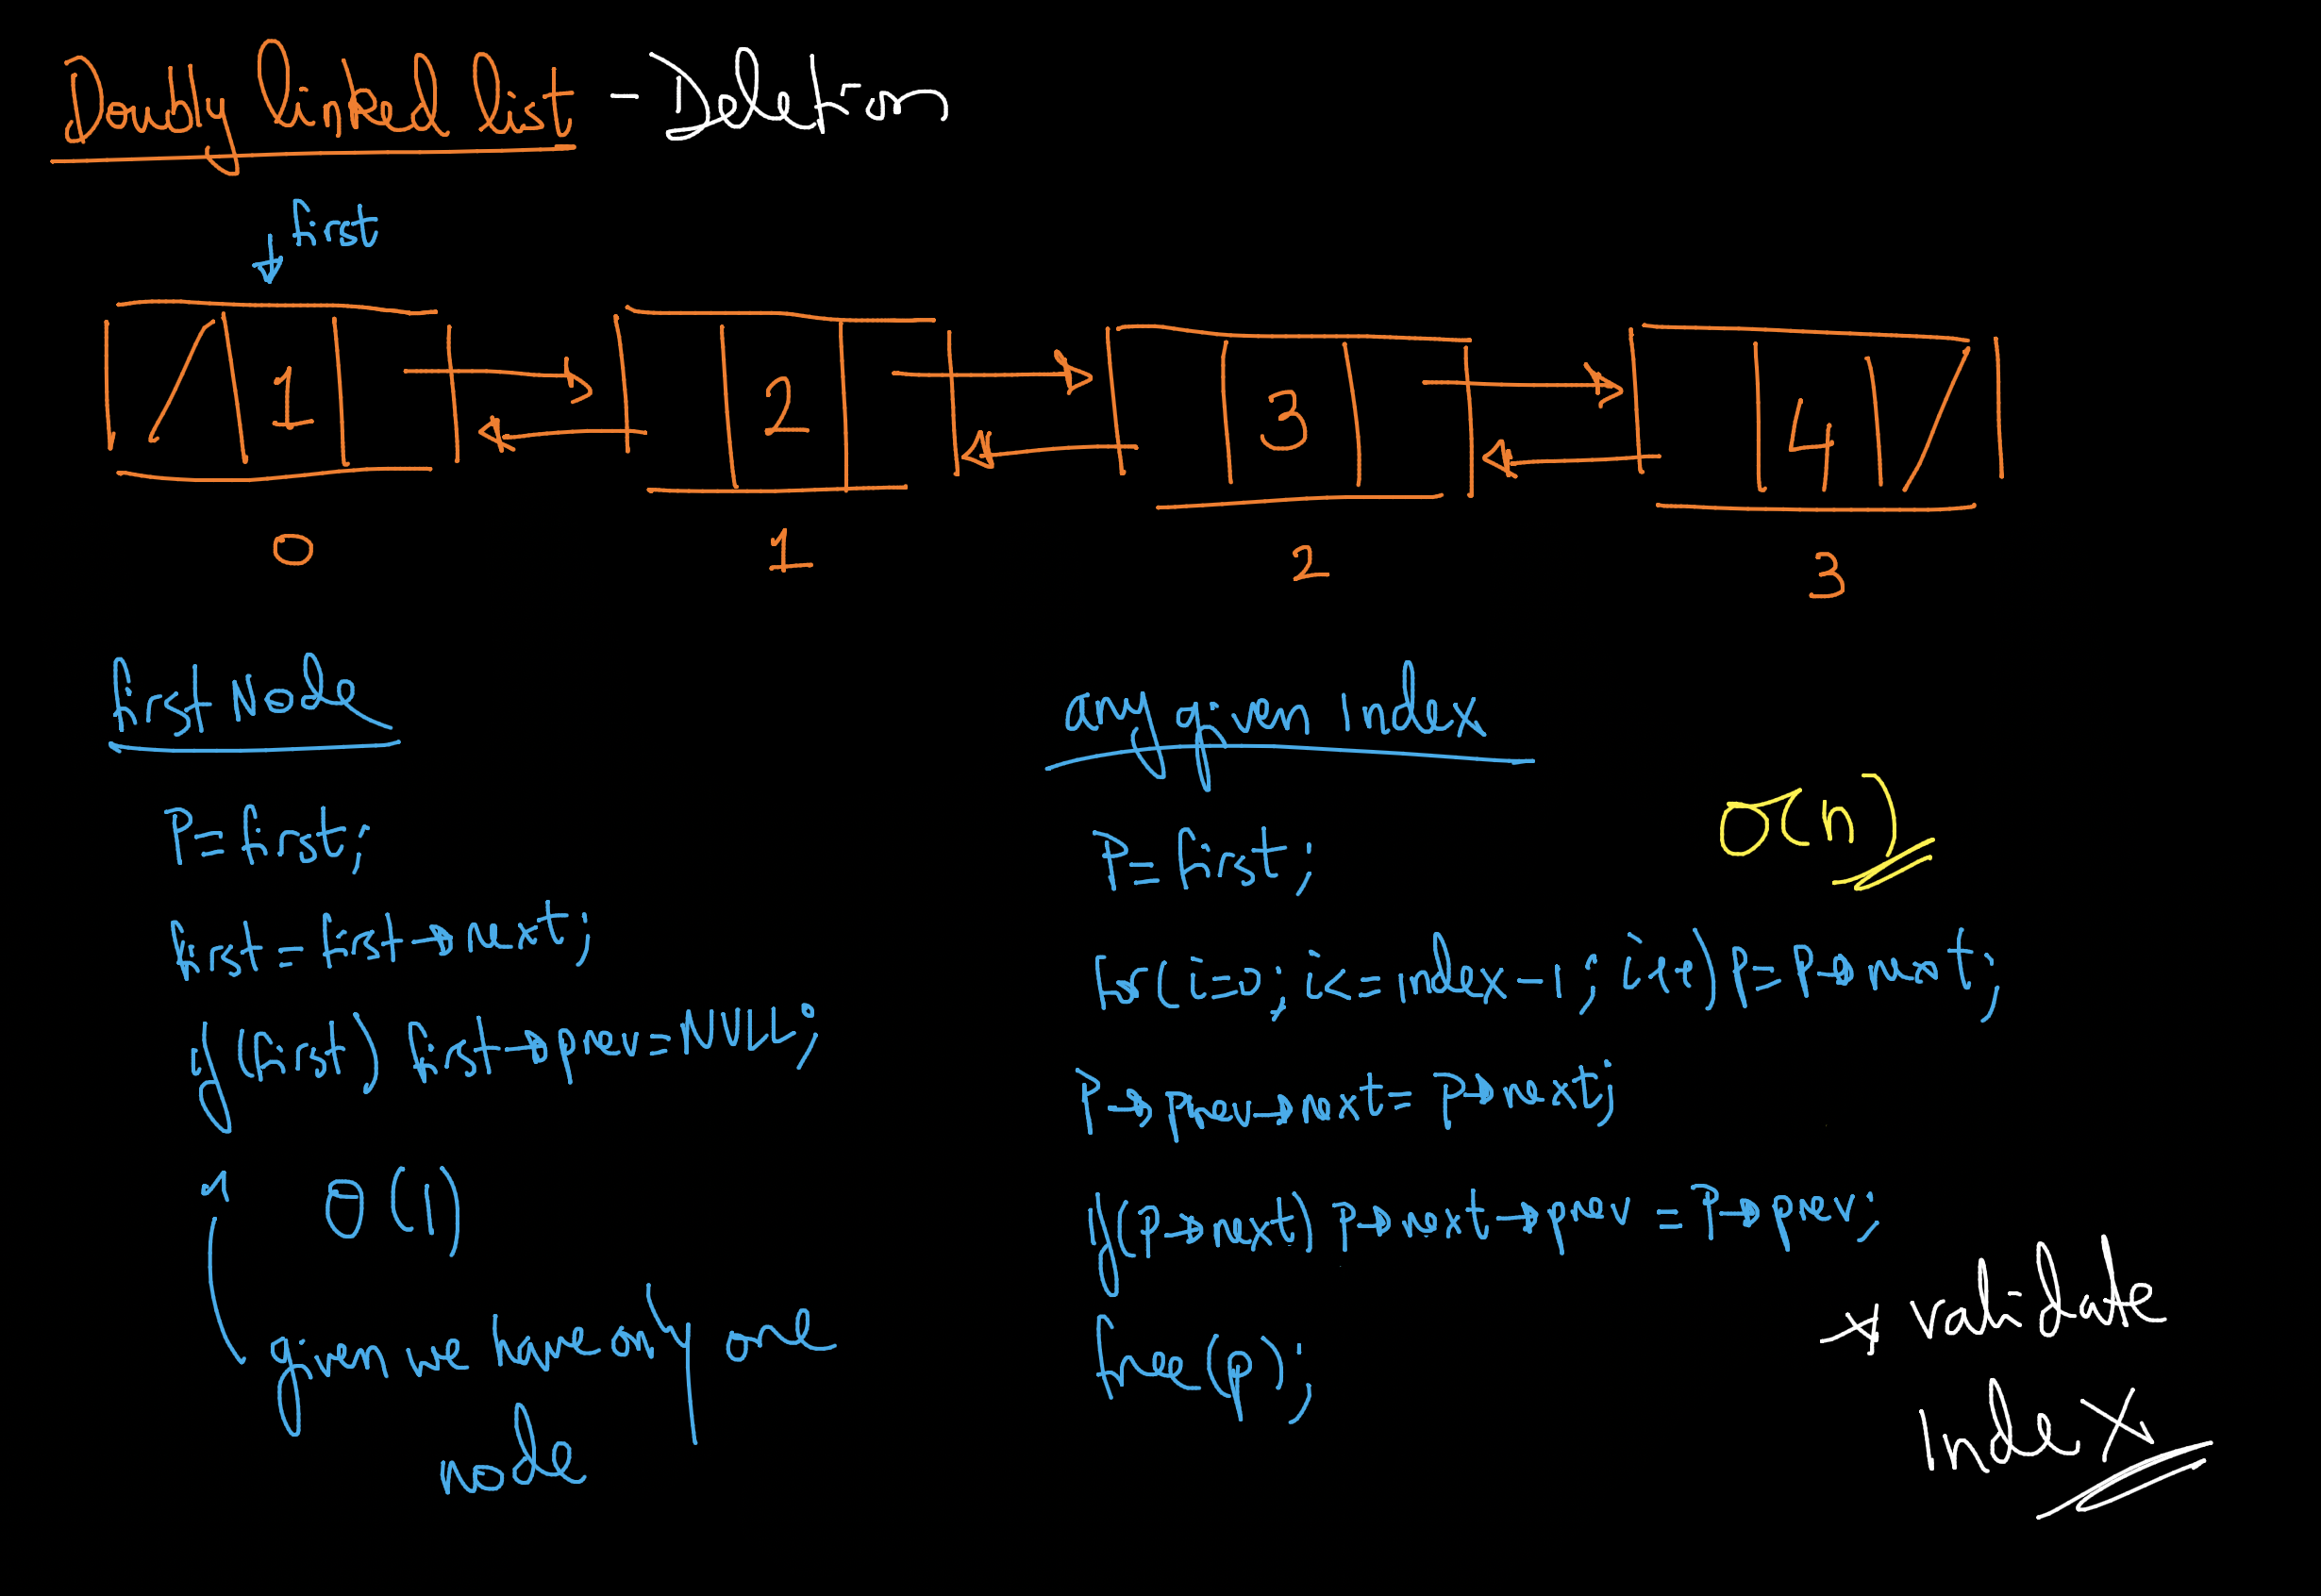 Doubly linked list - Deletion
first
1 2 3 4
0 1 2 3
first Node
P=first;
first=first→next;
if(first) first→prev=NULL;
O(1)
given we have only one
node
any given Index
O(n)
P=first;
for(i=0;i<=index-1;i++)p=p→next;
P→prev→next=P→next;
if(P→next)P→next→prev=P→prev;
free(p);
* validate
Index